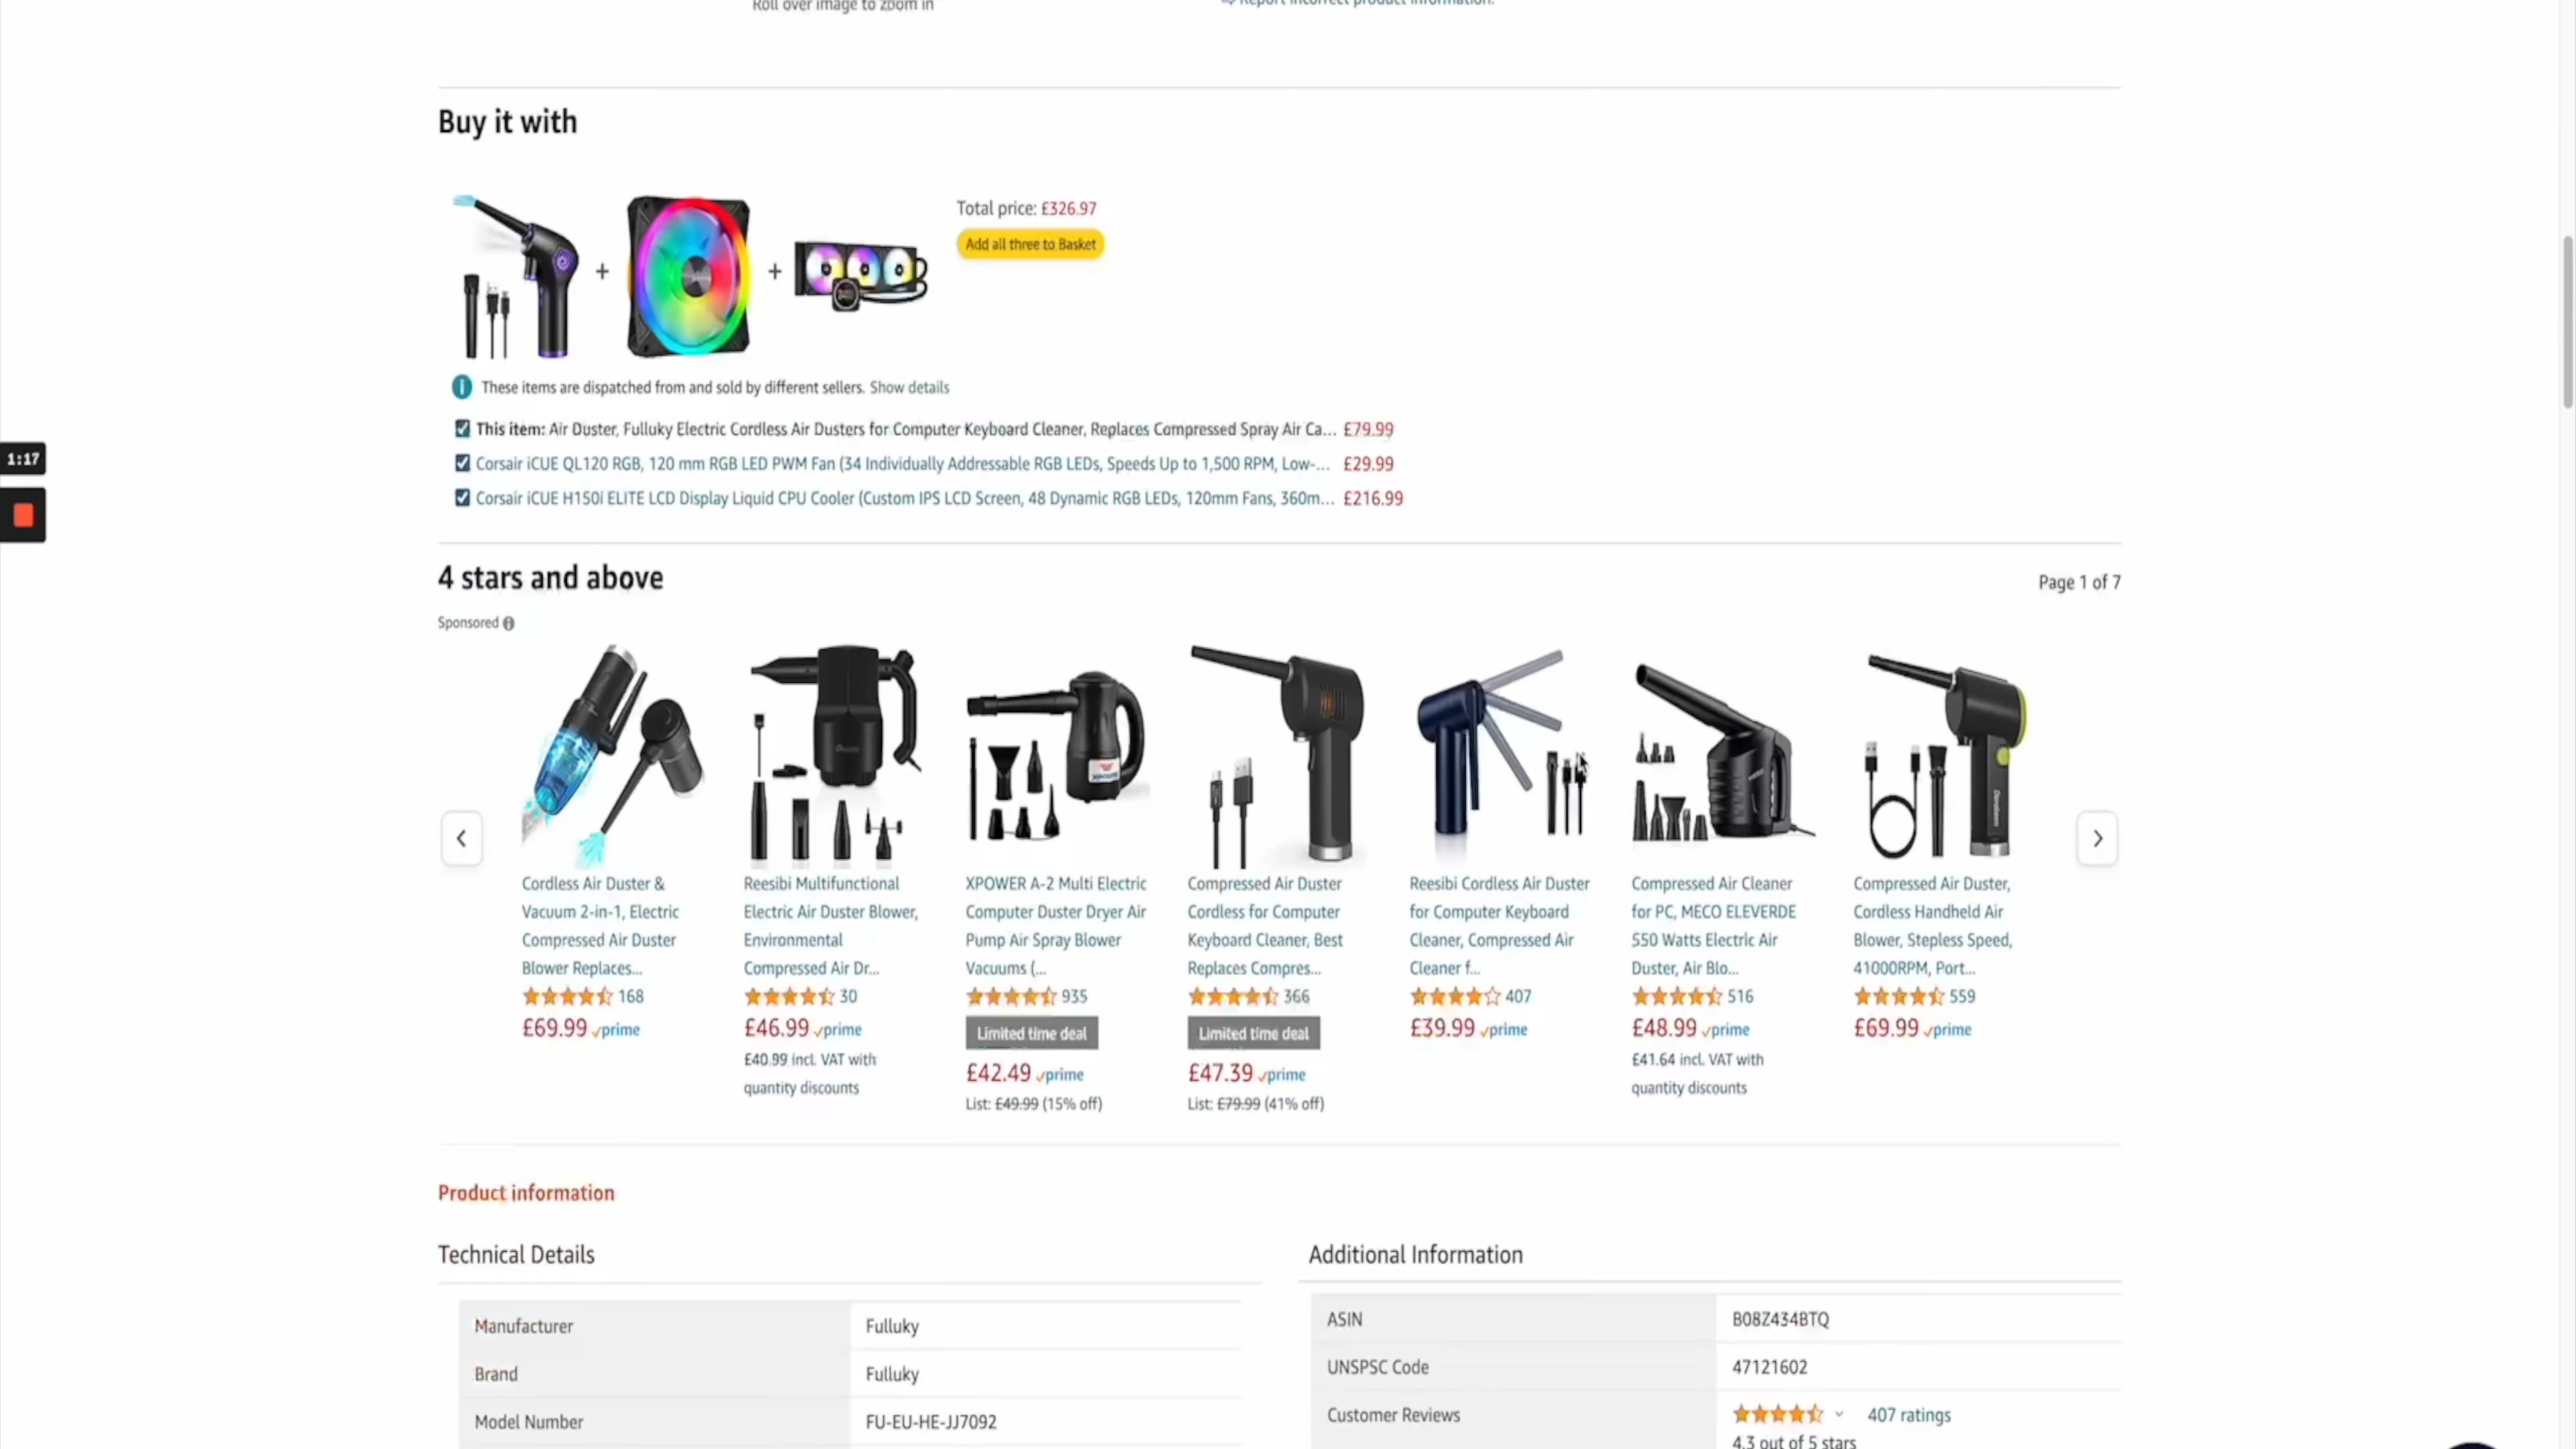 Roll over image to zoom in
Report incorrect product information.
Buy it with
+
+
Total price: £326.97
Add all three to Basket
These items are dispatched from and sold by different sellers. Show details
This item: Air Duster, Fulluky Electric Cordless Air Dusters for Computer Keyboard Cleaner, Replaces Compressed Spray Air Ca... £79.99
Corsair iCUE QL120 RGB, 120 mm RGB LED PWM Fan (34 Individually Addressable RGB LEDs, Speeds Up to 1,500 RPM, Low-... £29.99
Corsair iCUE H150i ELITE LCD Display Liquid CPU Cooler (Custom IPS LCD Screen, 48 Dynamic RGB LEDs, 120mm Fans, 360m... £216.99
1:17
4 stars and above
Page 1 of 7
Sponsored
Cordless Air Duster &
Vacuum 2-in-1, Electric
Compressed Air Duster
Blower Replaces...
168
£69.99 prime
Reesibi Multifunctional
Electric Air Duster Blower,
Environmental
Compressed Air Dr...
30
£46.99 prime
£40.99 incl. VAT with
quantity discounts
XPOWER A-2 Multi Electric
Computer Duster Dryer Air
Pump Air Spray Blower
Vacuums (...
935
Limited time deal
£42.49 prime
List: £49.99 (15% off)
Compressed Air Duster
Cordless for Computer
Keyboard Cleaner, Best
Replaces Compres...
366
Limited time deal
£47.39 prime
List: £79.99 (41% off)
Reesibi Cordless Air Duster
for Computer Keyboard
Cleaner, Compressed Air
Cleaner f...
407
£39.99 prime
Compressed Air Cleaner
for PC, MECO ELEVERDE
550 Watts Electric Air
Duster, Air Blo...
516
£48.99 prime
£41.64 incl. VAT with
quantity discounts
Compressed Air Duster,
Cordless Handheld Air
Blower, Stepless Speed,
41000RPM, Port...
559
£69.99 prime
Product information
Technical Details
Manufacturer Fulluky
Brand Fulluky
Model Number FU-EU-HE-JJ7092
Additional Information
ASIN B08Z434BTQ
UNSPSC Code 47121602
Customer Reviews 407 ratings
4.3 out of 5 stars